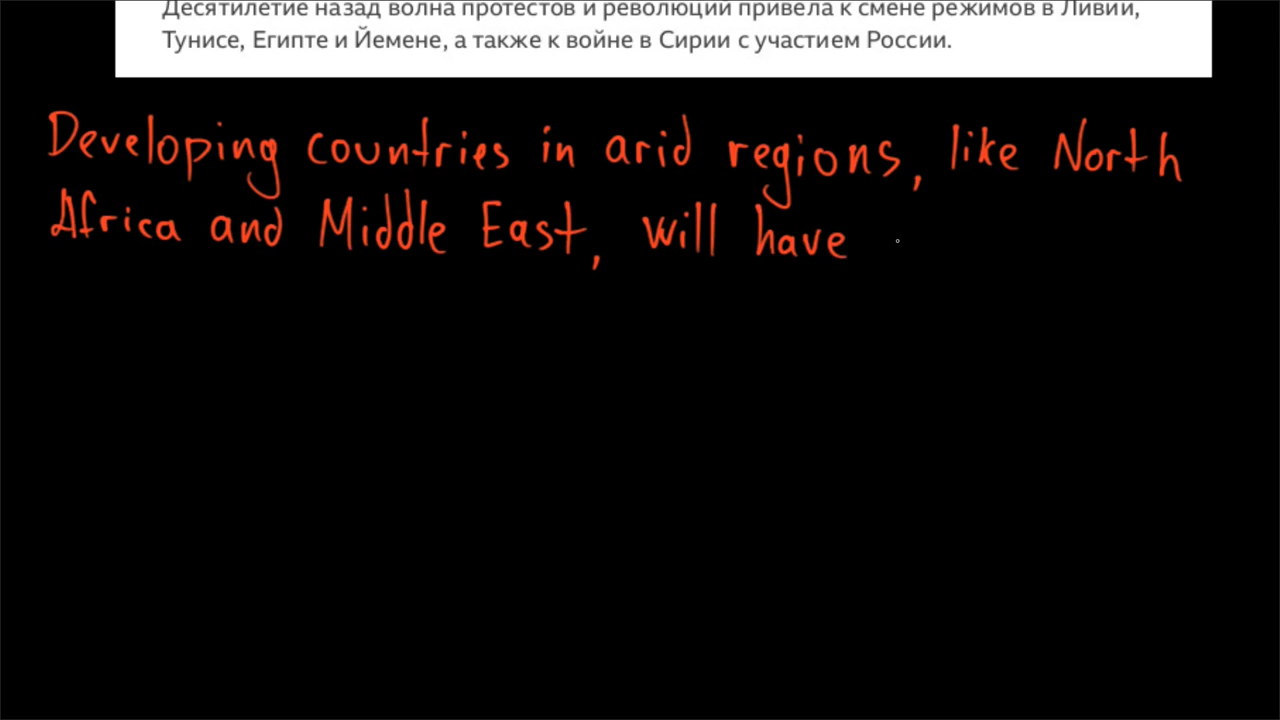 Десятилетие назад волна протестов и революций привела к смене режимов в Ливии,
Тунисе, Египте и Йемене, а также к войне в Сирии с участием России.
Developing countries in arid regions, like North
Africa and Middle East, will have